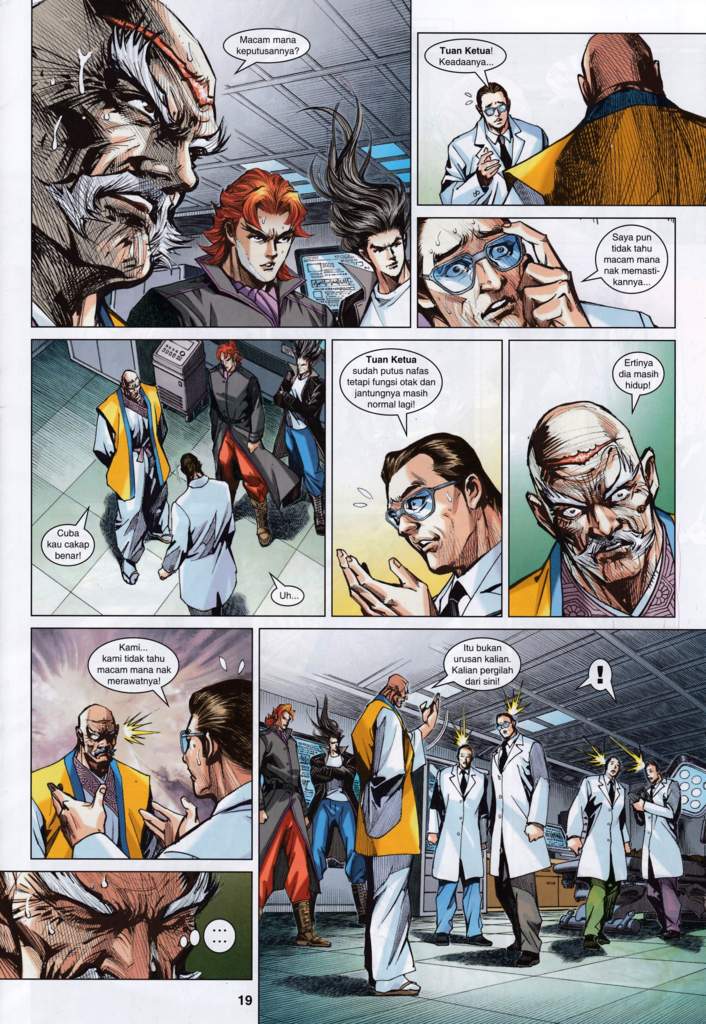 Macam mana
keputusannya?
Tuan Ketua!
Keadaanya...
Saya pun
tidak tahu
macam mana
nak memasti-
kannya...
Cuba
kau cakap
benar!
Uh...
Tuan Ketua
sudah putus nafas
tetapi fungsi otak dan
jantungnya masih
normal lagi!
Ertinya
dia masih
hidup!
Kami...
kami tidak tahu
macam mana nak
merawatnya!
...
...
Itu bukan
urusan kalian.
Kalian pergilah
dari sini!
!
19